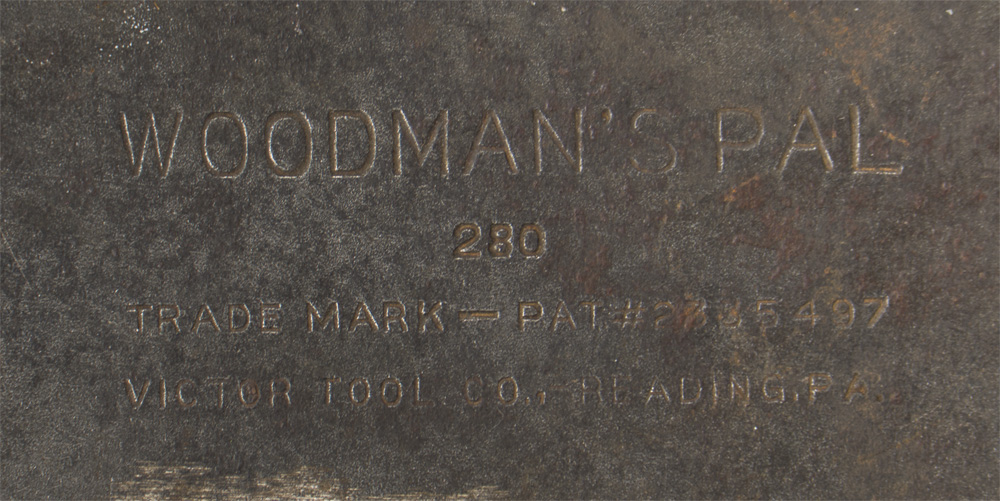 WOODMAN'S PAL
280
TRADE MARK — PAT#
VICTOR TOOL CO., — READING, PA.